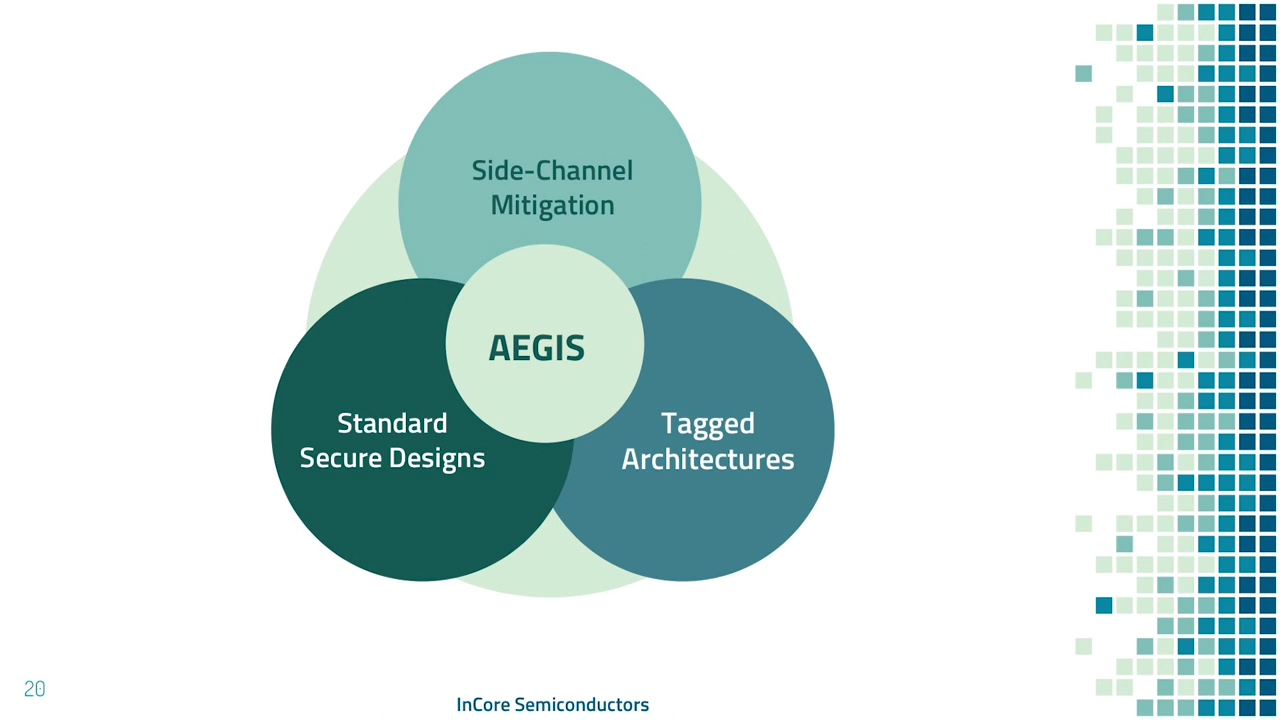 Side-Channel
Mitigation
AEGIS
Standard
Secure Designs
Tagged
Architectures
20
InCore Semiconductors